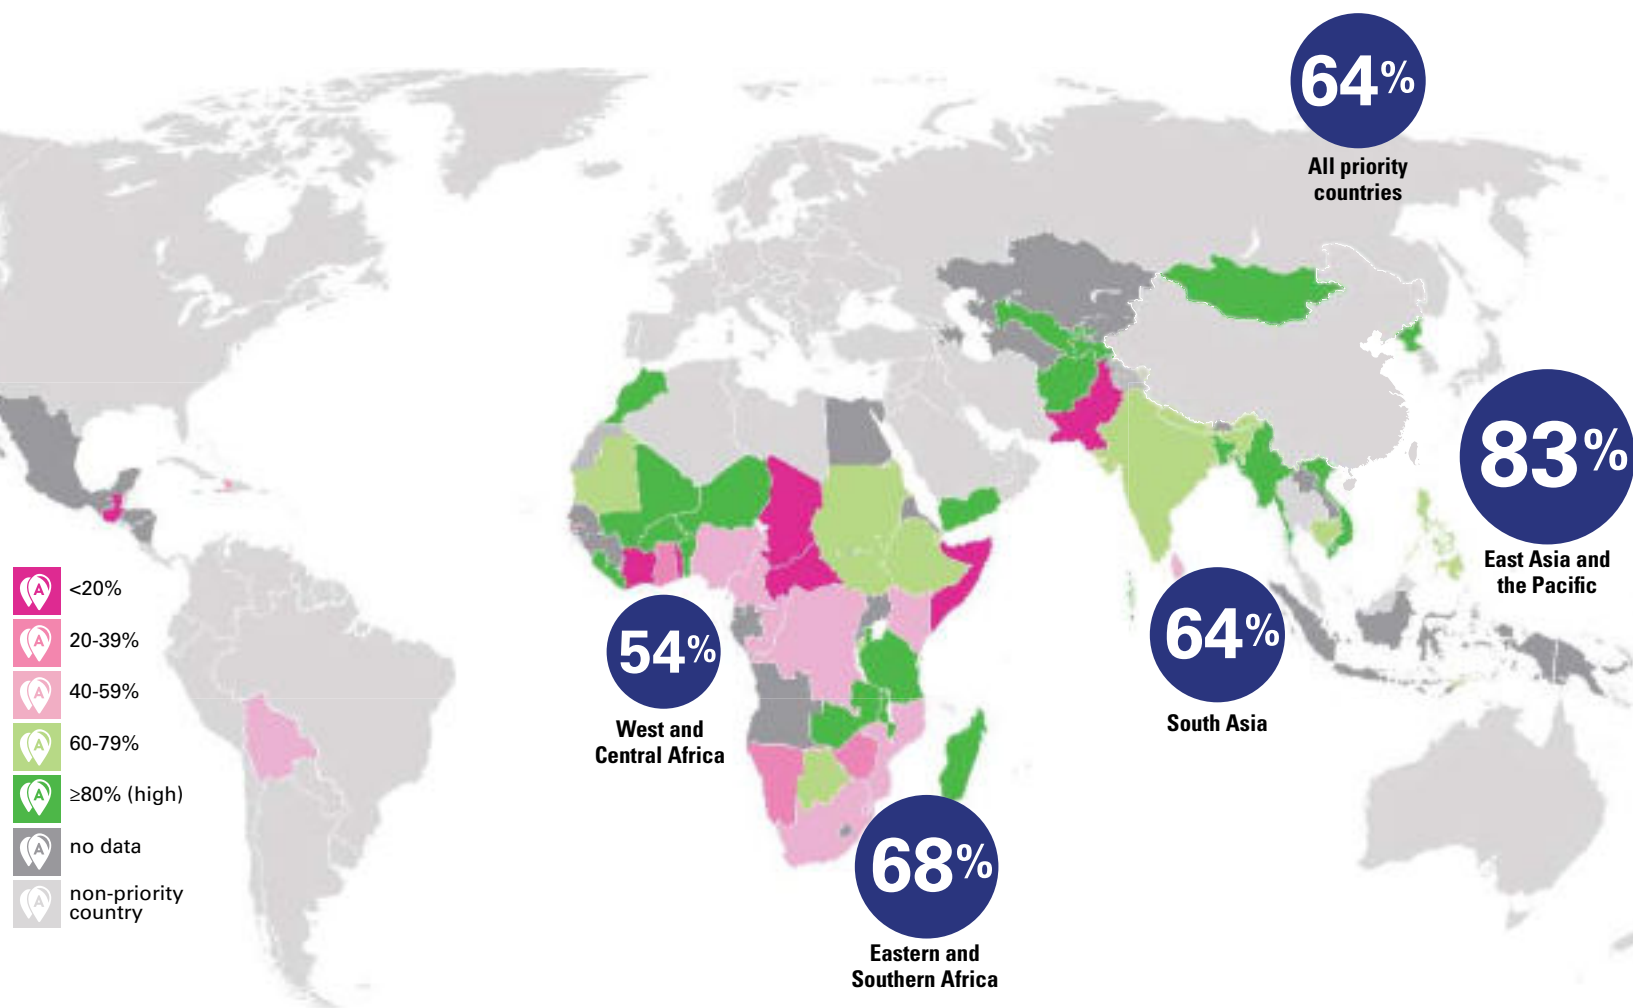 64%
All priority
countries
83%
East Asia and
the Pacific
64%
South Asia
54%
West and
Central Africa
68%
Eastern and
Southern Africa
A <20%
A 20-39%
A 40-59%
A 60-79%
A ≥80% (high)
A no data
A non-priority
country